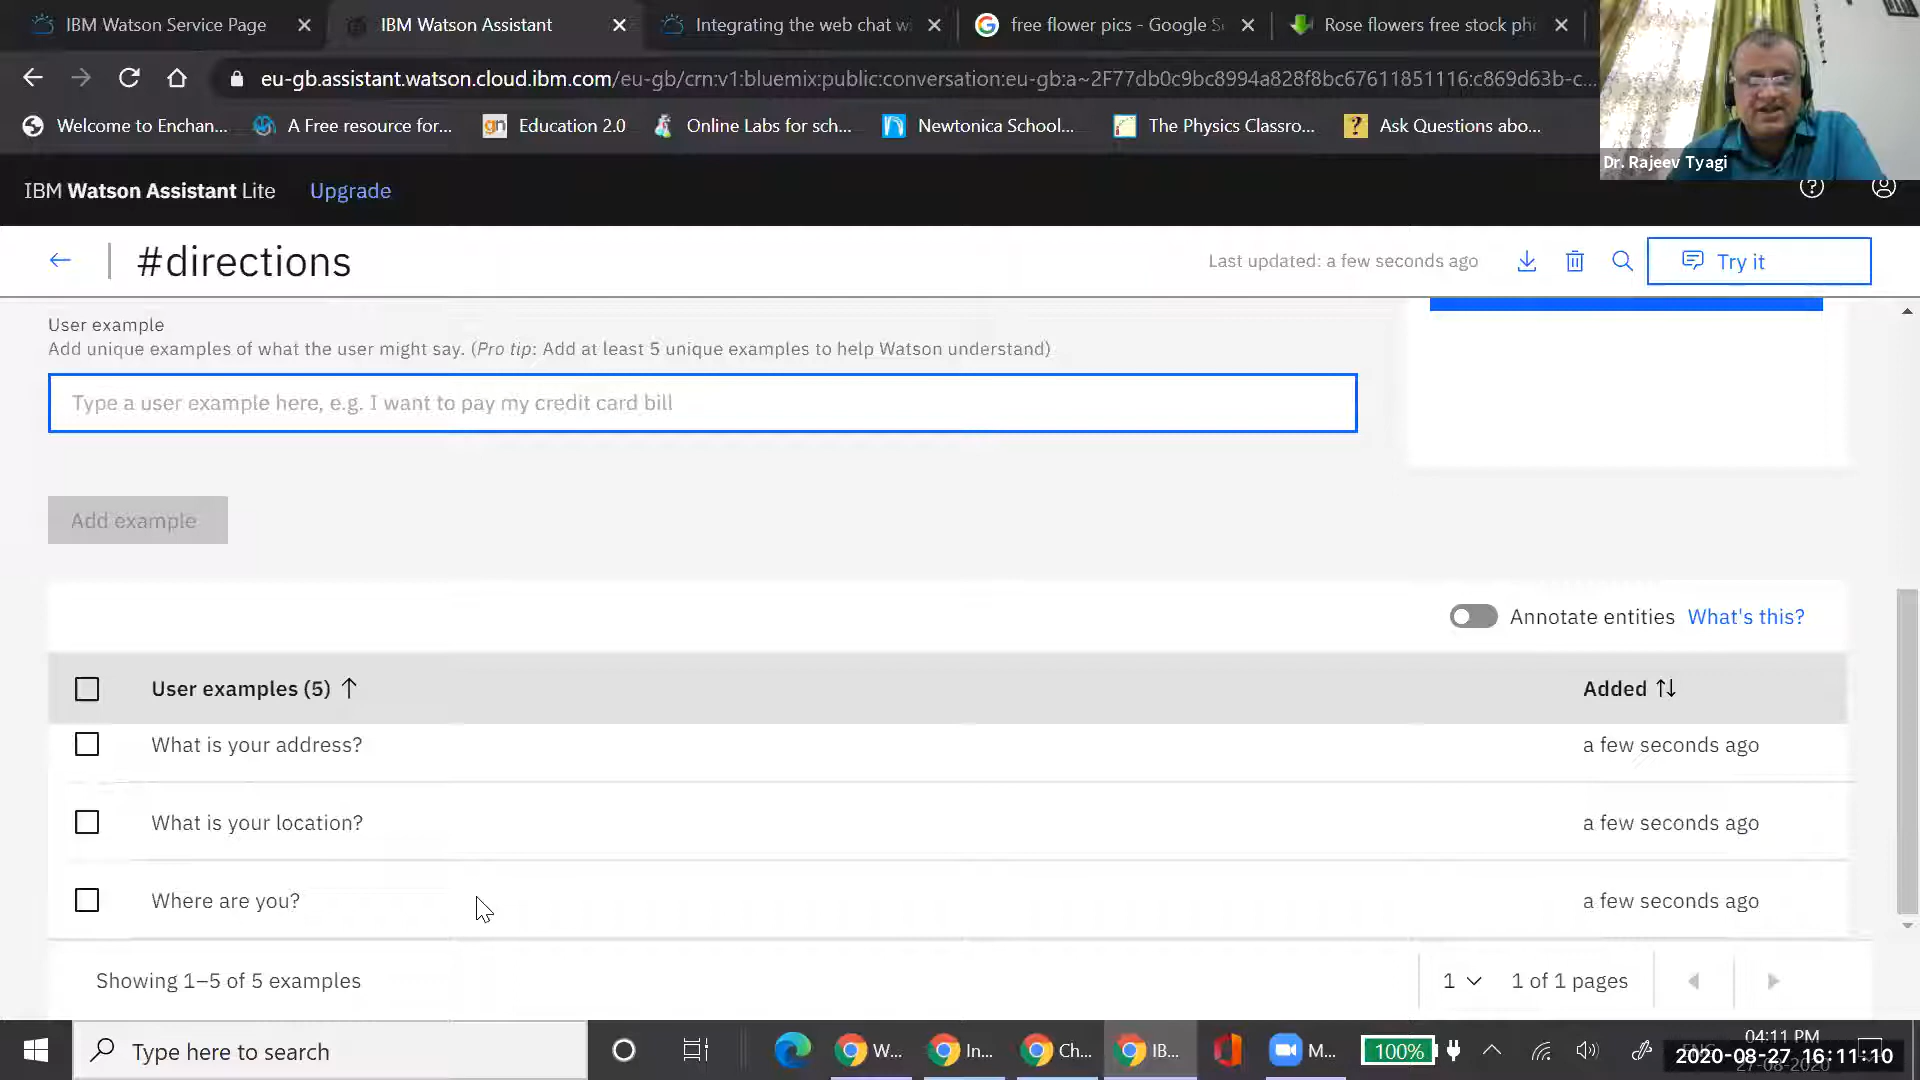 IBM Watson Service Page
IBM Watson Assistant
Integrating the web chat w
free flower pics - Google S
Rose flowers free stock ph
eu-gb.assistant.watson.cloud.ibm.com/eu-gb/crn:v1:bluemix:public:conversation:eu-gb:a~2F77db0c9bc8994a828f8bc67611851116:c869d63b-c...
Welcome to Enchan...
A Free resource for...
gn Education 2.0
Online Labs for sch...
Newtonica School...
The Physics Classro...
Ask Questions abo...
Dr. Rajeev Tyagi
IBM Watson Assistant Lite
Upgrade
#directions
Last updated: a few seconds ago
Try it
User example
Add unique examples of what the user might say. (Pro tip: Add at least 5 unique examples to help Watson understand)
Type a user example here, e.g. I want to pay my credit card bill
Add example
Annotate entities What's this?
User examples (5) Added
What is your address? a few seconds ago
What is your location? a few seconds ago
Where are you? a few seconds ago
Showing 1–5 of 5 examples
1 1 of 1 pages
Type here to search
W...
In...
Ch...
IB...
M...
100%
04:11 PM
2020-08-27 16:11:10
27-08-2020